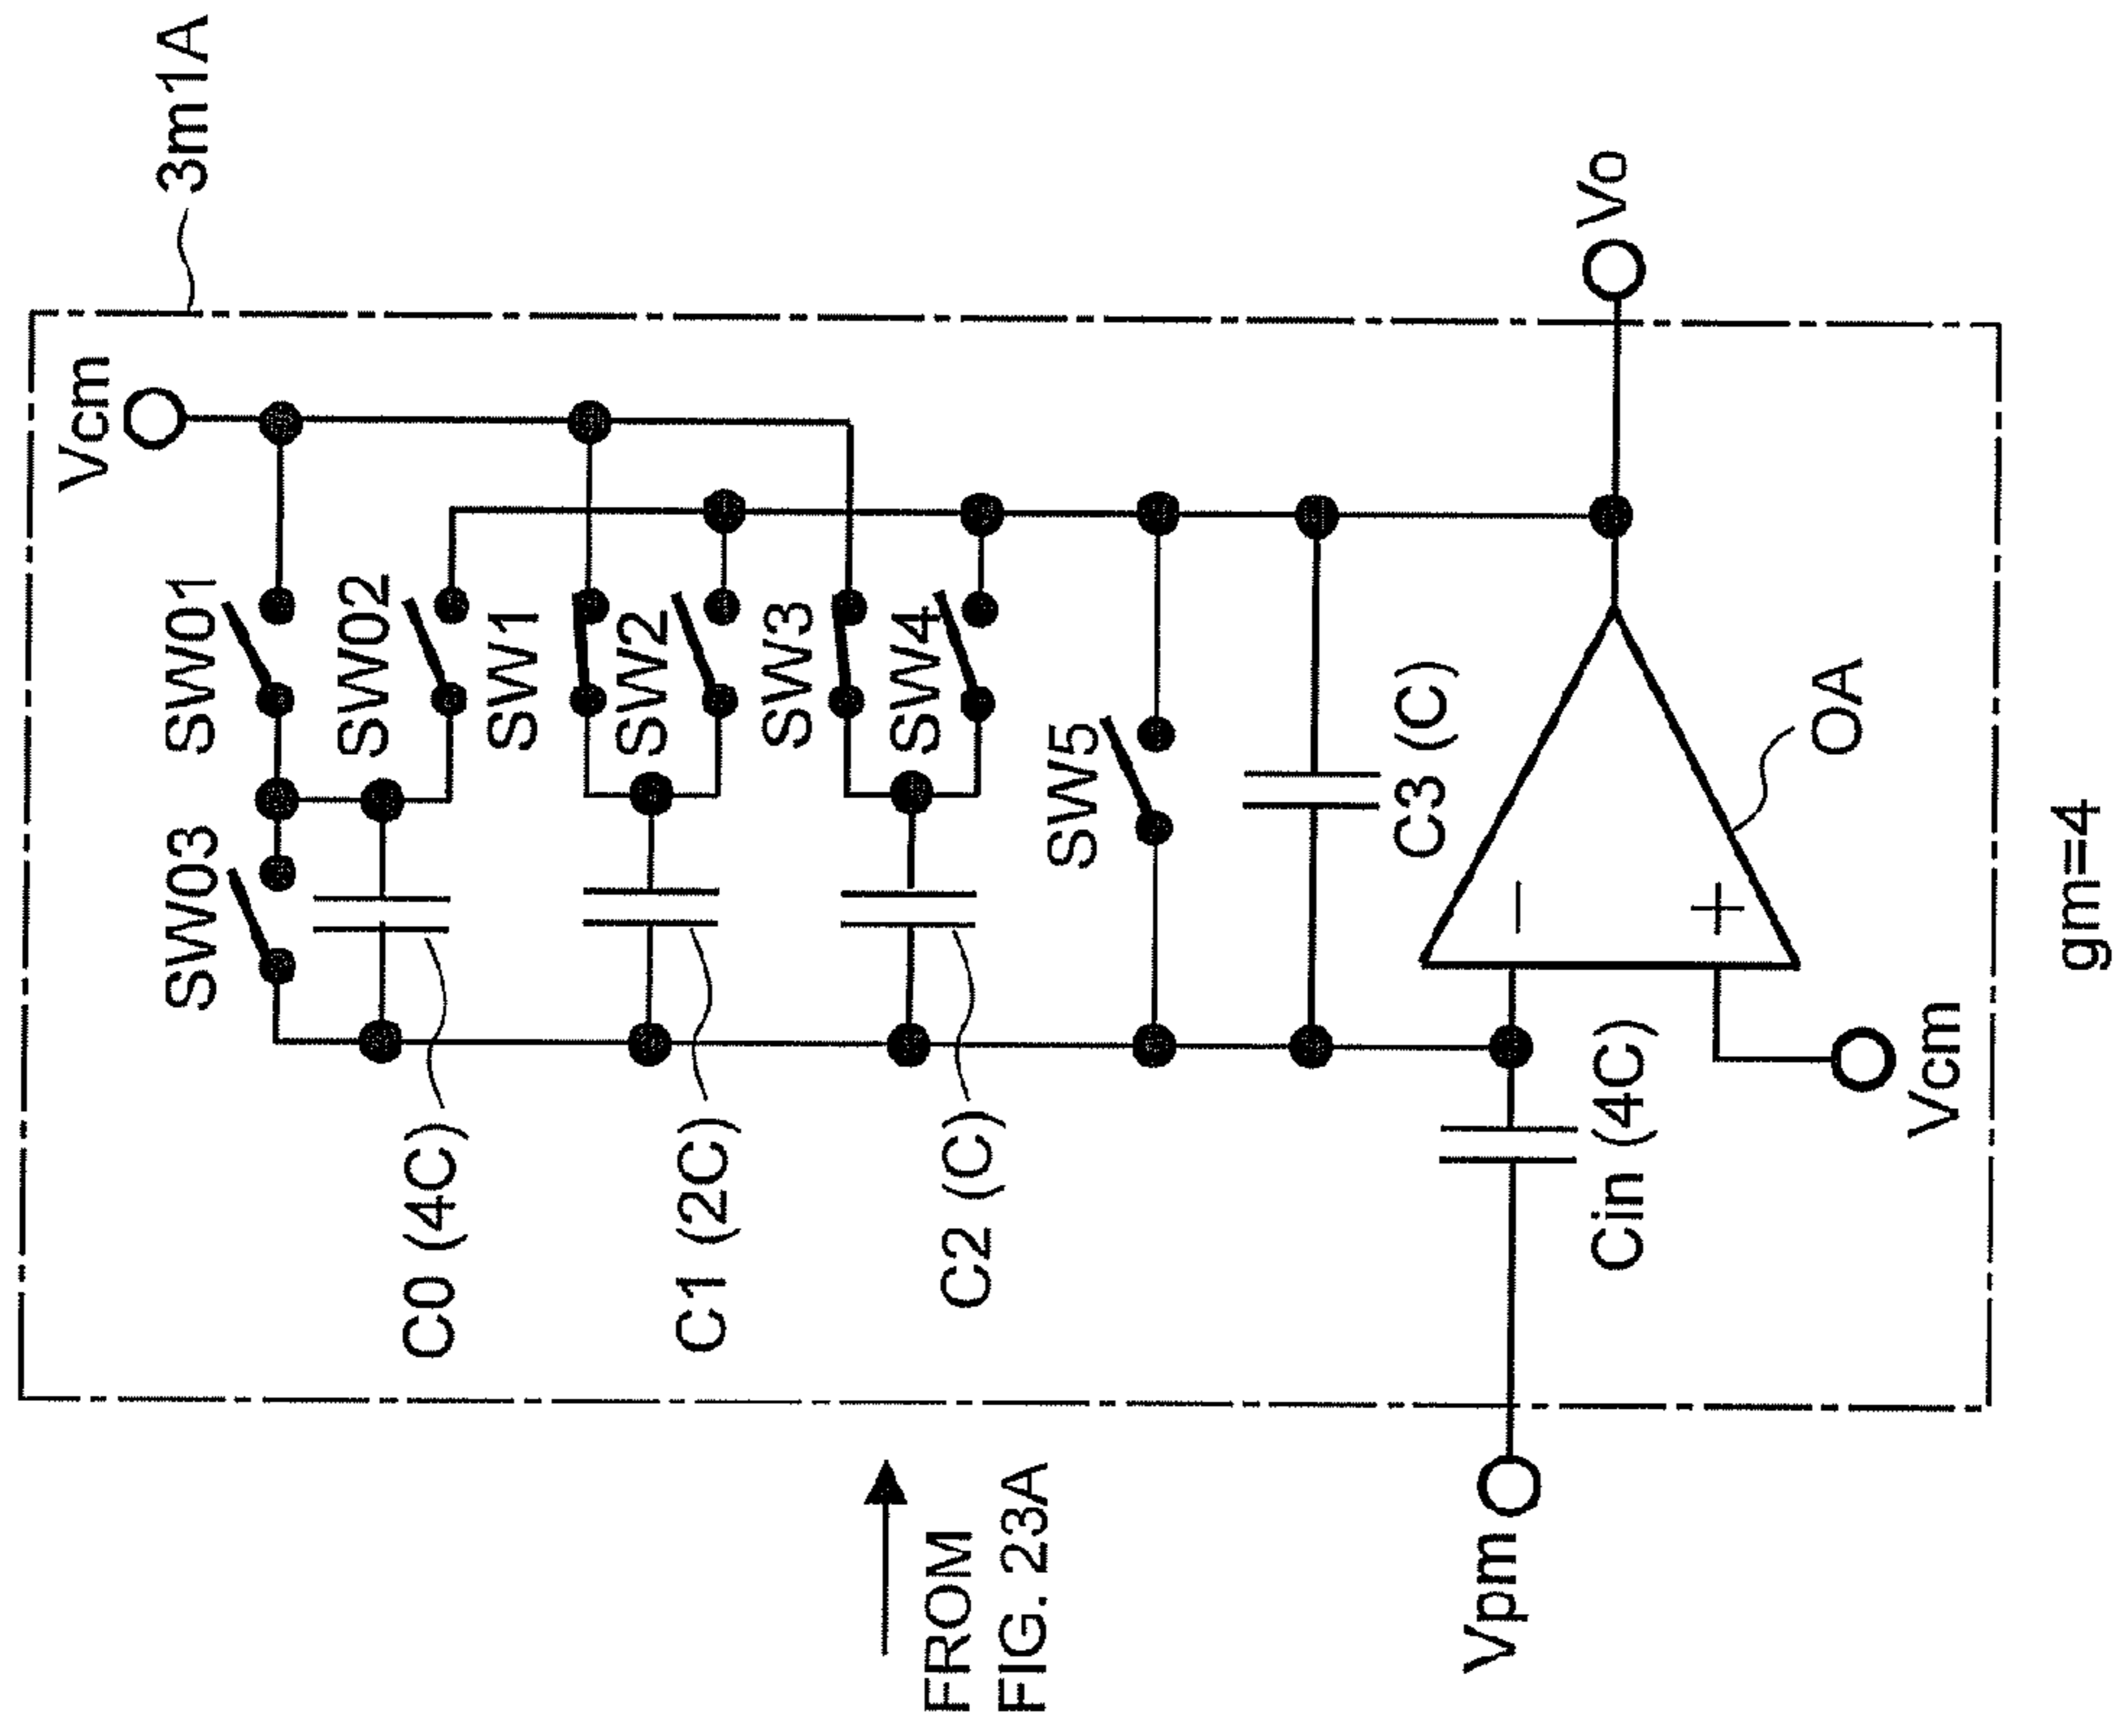 3m1A
Vcm
SW01
SW02
SW03
SW1
SW2
SW3
SW4
SW5
C0 (4C)
C1 (2C)
C2 (C)
C3 (C)
Vo
OA
−
+
Cin (4C)
Vcm
Vpm
FROM
FIG. 23A
gm=4